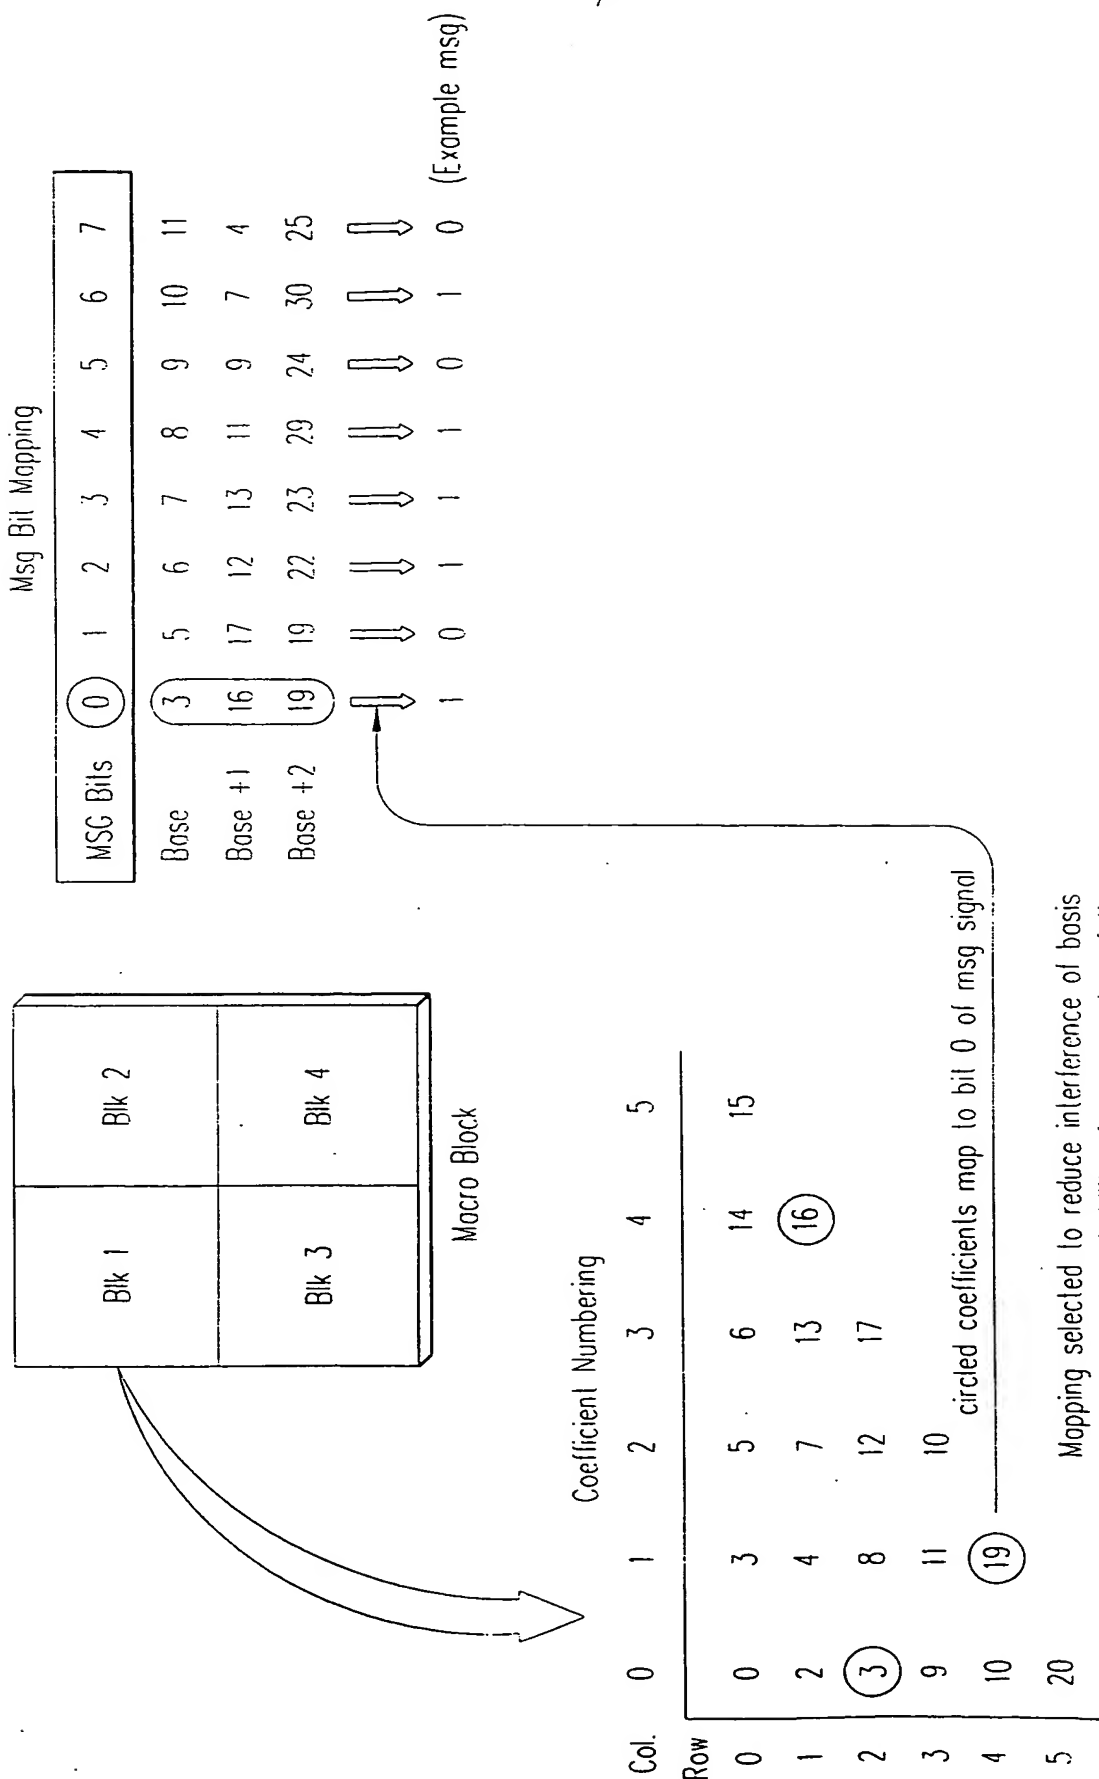 Msg Bit Mapping
MSG Bits 0 1 2 3 4 5 6 7
Base 3 5 6 7 8 9 10 11
Base +1 16 17 12 13 11 9 7 4
Base +2 19 19 22 23 29 24 30 25
1 0 1 1 1 0 1 0 (Example msg)
Blk 1 Blk 2
Blk 3 Blk 4
Macro Block
Coefficient Numbering
Col. 0 1 2 3 4 5
Row
0 0 3 5 6 14 15
1 2 4 7 13 16
2 3 8 12 17
3 9 11 10
4 10 19
5 20
circled coefficients map to bit 0 of msg signal
Mapping selected to reduce interference of basis